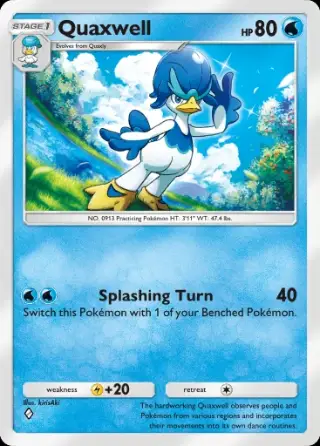 STAGE 1 Quaxwell HP 80
Evolves from Quaxly
NO. 0913 Practicing Pokémon HT: 3'11" WT: 47.4 lbs.
Splashing Turn 40
Switch this Pokémon with 1 of your Benched Pokémon.
weakness +20 retreat
Illus. kirisAki
The hardworking Quaxwell observes people and
Pokémon from various regions and incorporates
their movements into its own dance routines.